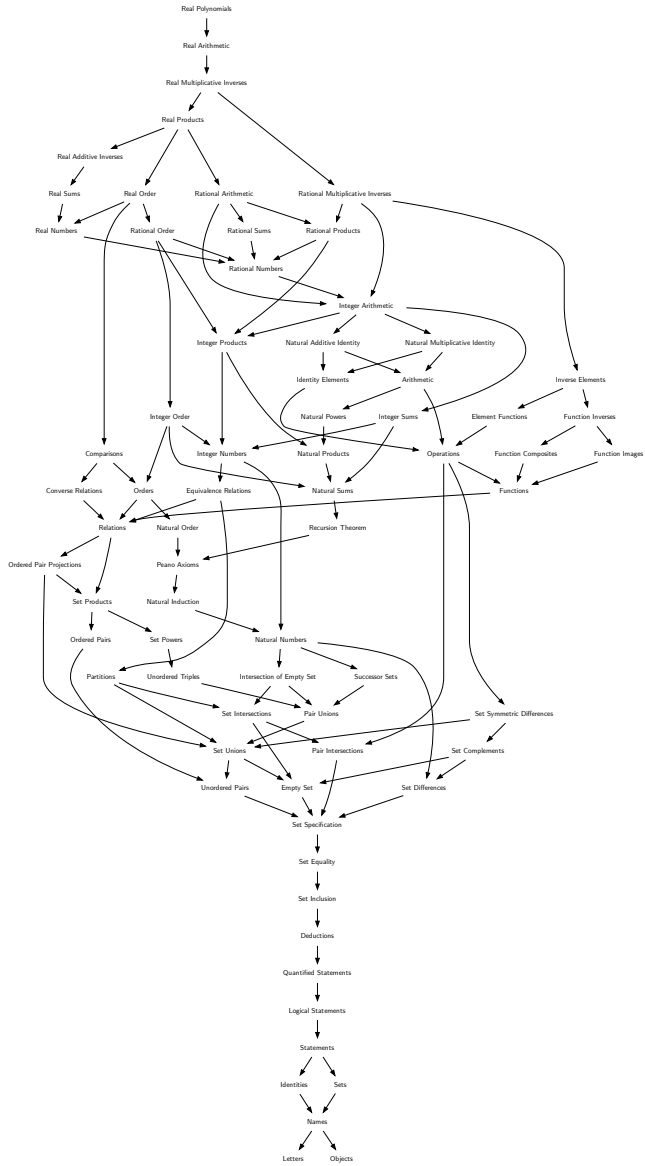 Real Polynomials
Real Arithmetic
Real Multiplicative Inverses
Real Products
Real Additive Inverses
Real Sums Real Order Rational Arithmetic Rational Multiplicative Inverses
Real Numbers Rational Order Rational Sums Rational Products
Rational Numbers
Integer Arithmetic
Integer Products Natural Additive Identity Natural Multiplicative Identity
Identity Elements Arithmetic Inverse Elements
Integer Order Natural Powers Integer Sums Element Functions Function Inverses
Comparisons Integer Numbers Natural Products Operations Function Composites Function Images
Converse Relations Orders Equivalence Relations Natural Sums Functions
Relations Natural Order Recursion Theorem
Ordered Pair Projections Peano Axioms
Set Products Natural Induction
Ordered Pairs Set Powers Natural Numbers
Partitions Unordered Triples Intersection of Empty Set Successor Sets
Set Intersections Pair Unions Set Symmetric Differences
Set Unions Pair Intersections Set Complements
Unordered Pairs Empty Set Set Differences
Set Specification
Set Equality
Set Inclusion
Deductions
Quantified Statements
Logical Statements
Statements
Identities Sets
Names
Letters Objects